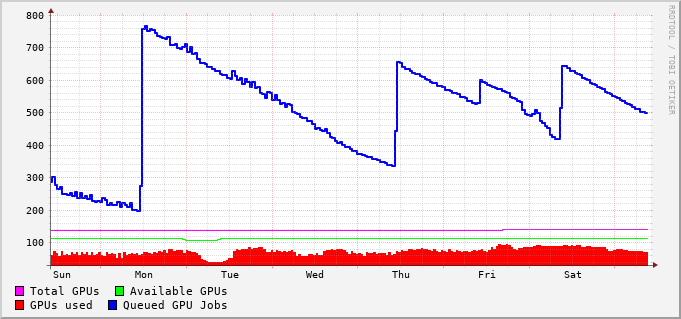 800
700
600
500
400
300
200
100
Sun Mon Tue Wed Thu Fri Sat
Total GPUs Available GPUs
GPUs used Queued GPU Jobs
RRDTOOL / TOBI OETIKER